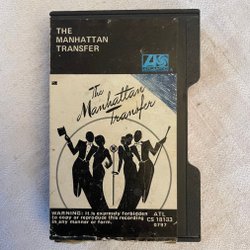 THE
MANHATTAN
TRANSFER
The
Manhattan
Transfer
WARNING: It is expressly forbidden
to copy or reproduce this recording
in any manner or form.
ATL
CS 18133
0797